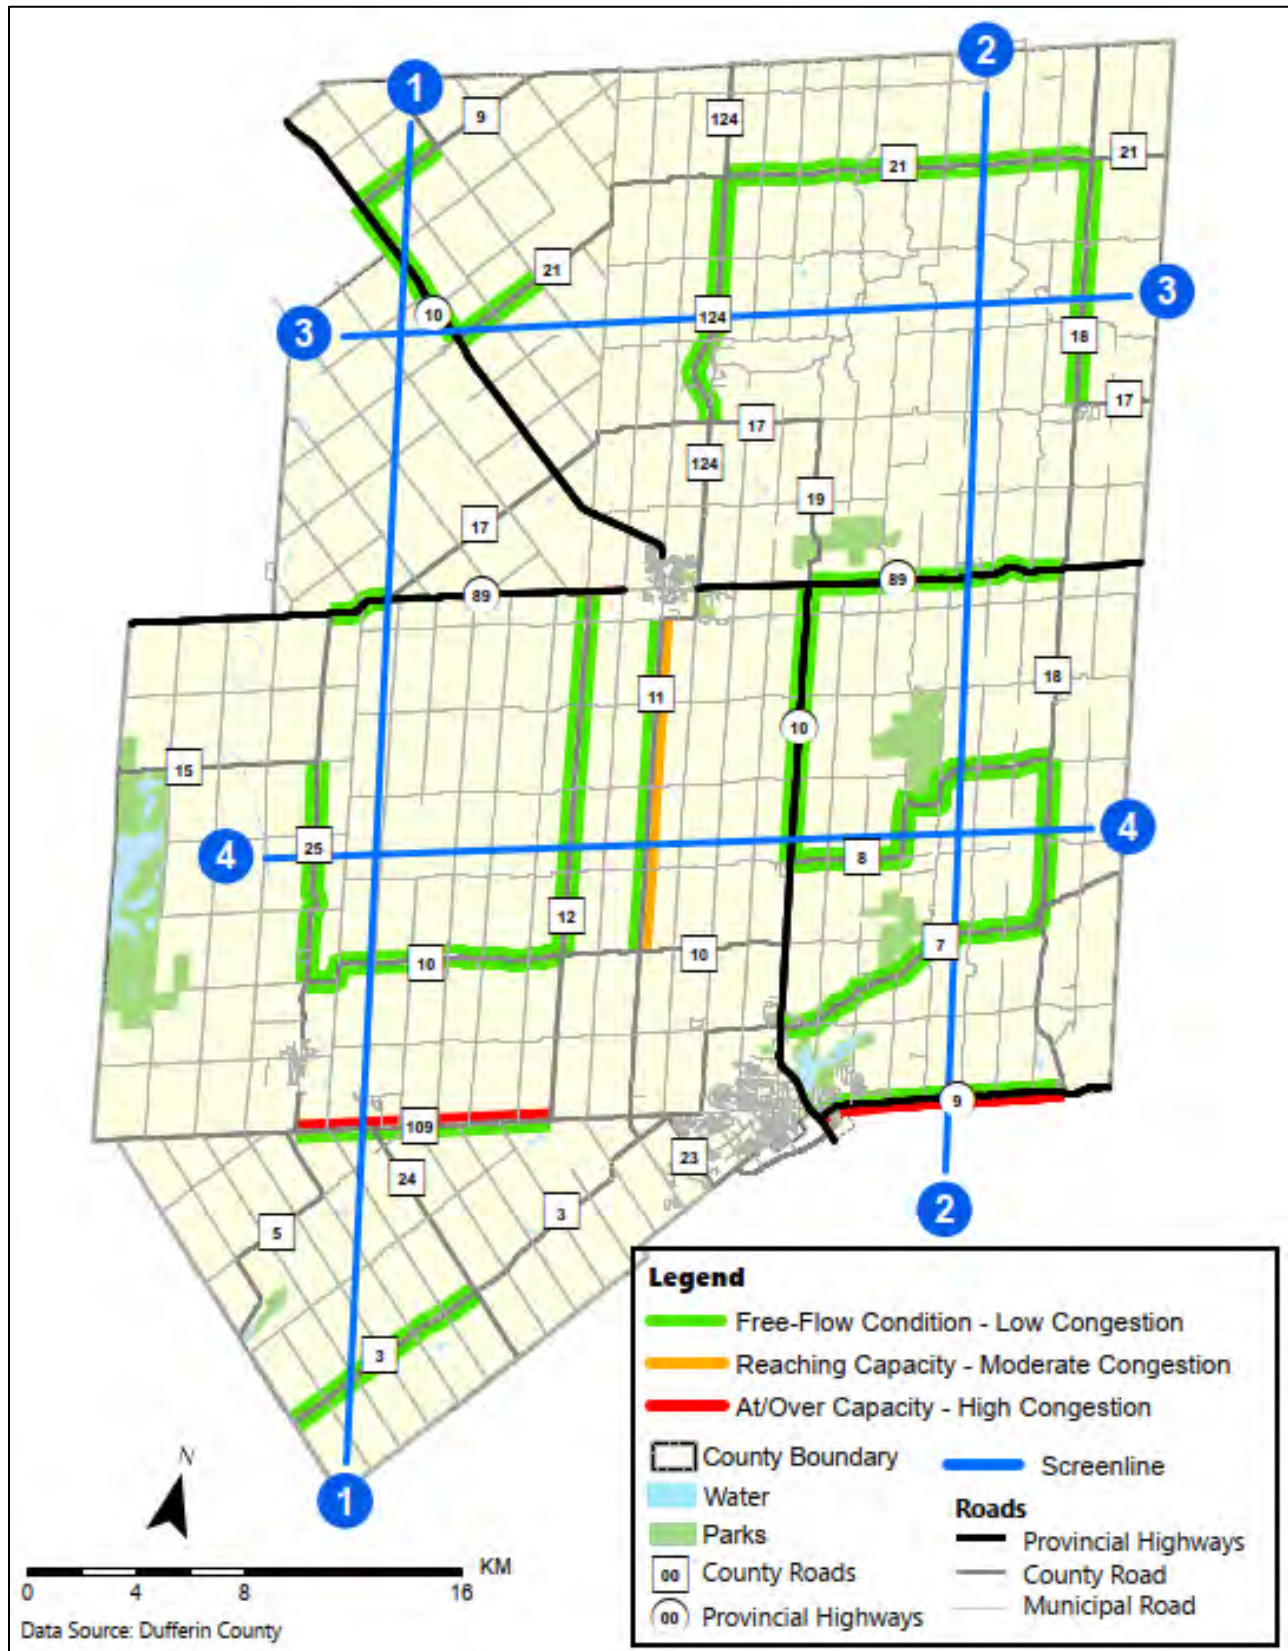 2
1
9
124
21
21
21
3
10
124
3
18
17
17
124
19
17
89
89
18
11
10
15
4
25
8
4
12
7
10
10
9
109
23
24
2
3
5
3
1
N
KM
0 4 8 16
Data Source: Dufferin County
Legend
Free-Flow Condition - Low Congestion
Reaching Capacity - Moderate Congestion
At/Over Capacity - High Congestion
County Boundary
Screenline
Water
Roads
Parks
Provincial Highways
00 County Roads
County Road
00 Provincial Highways
Municipal Road